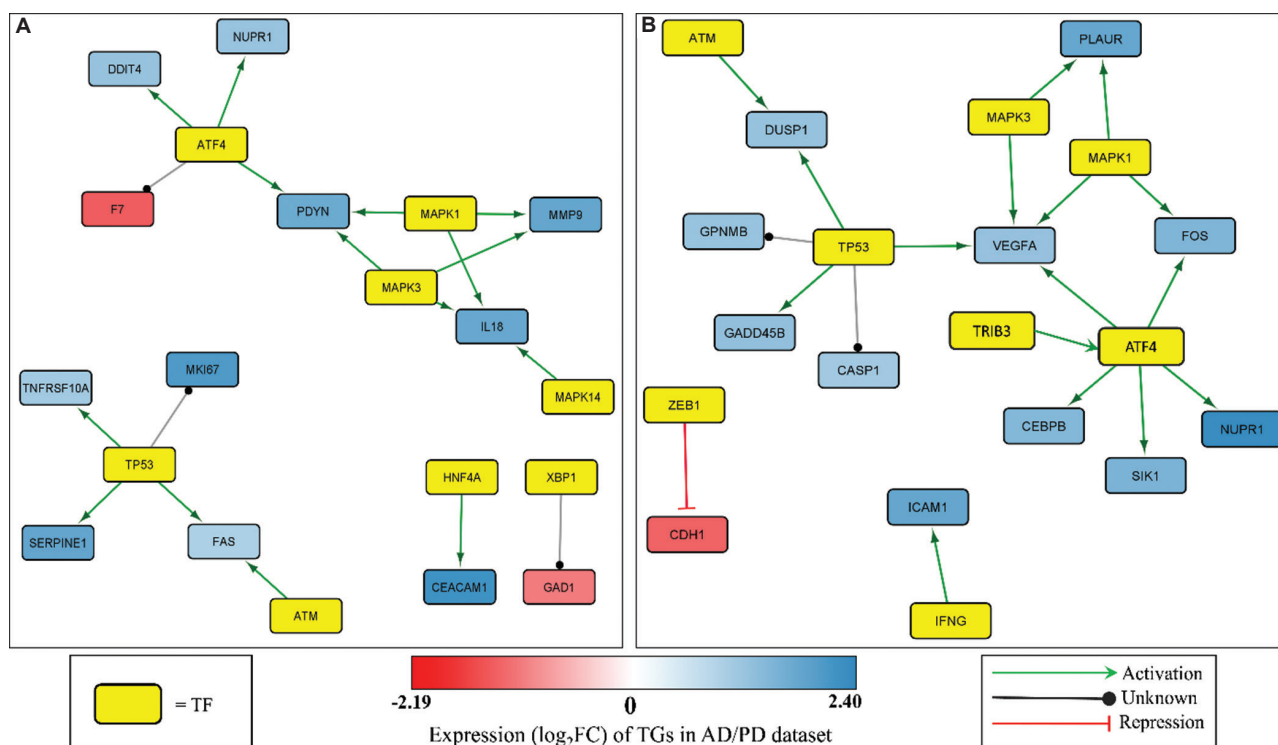 A
NUPR1
DDIT4
ATF4
F7
PDYN
MAPK1
MMP9
MAPK3
IL18
MAPK14
MKI67
TNFRSF10A
TP53
SERPINE1
FAS
ATM
HNF4A
XBP1
CEACAM1
GAD1
B
ATM
PLAUR
MAPK3
DUSP1
MAPK1
GPNMB
TP53
VEGFA
FOS
GADD45B
CASP1
TRIB3
ATF4
ZEB1
CEBPB
NUPR1
SIK1
CDH1
ICAM1
IFNG
= TF
-2.19 0 2.40
Expression (log₂FC) of TGs in AD/PD dataset
Activation
Unknown
Repression